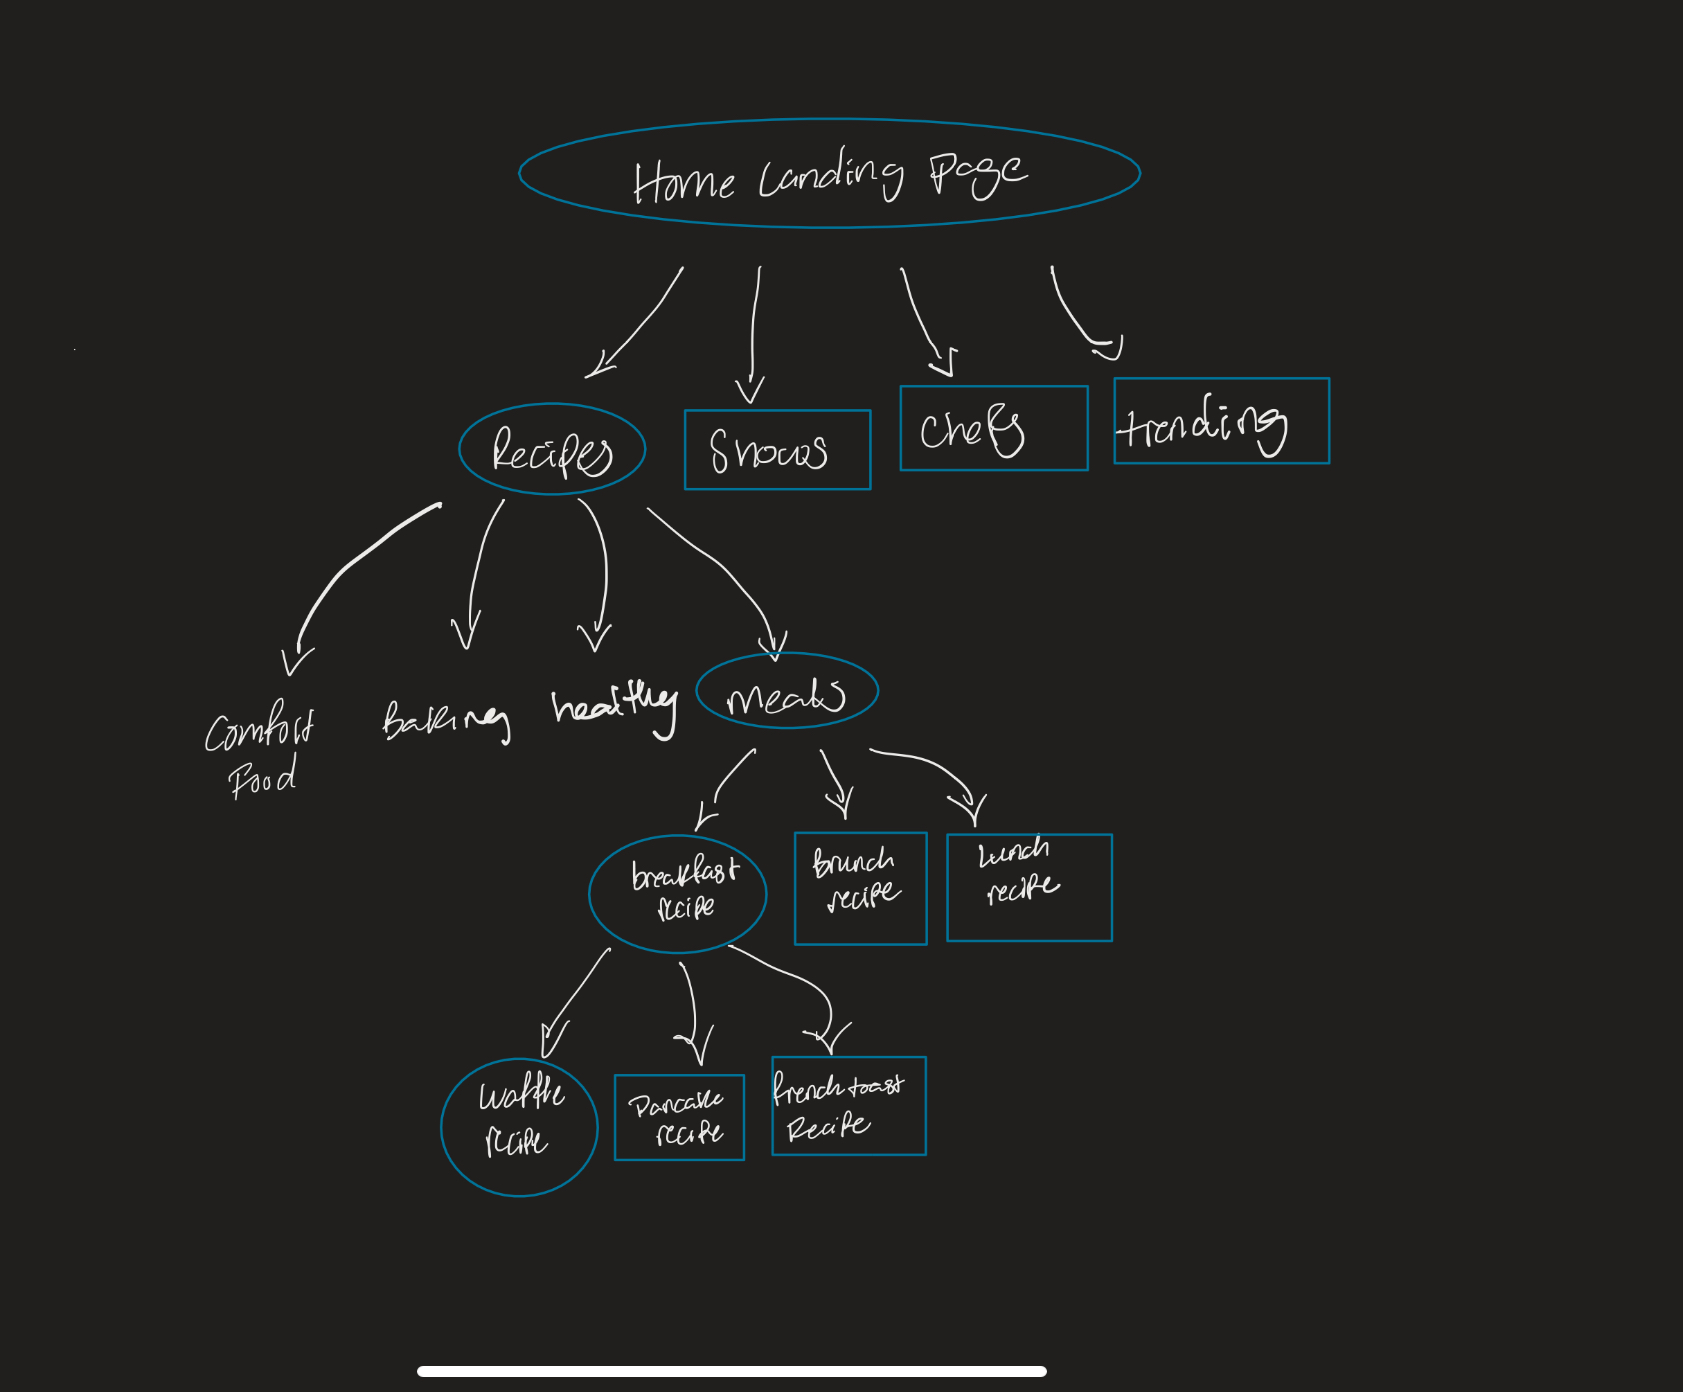 Home Landing Page
Recipes
Shows
Chefs
trending
Comfort
Food
Baking
healthy
meals
breakfast
recipe
Brunch
recipe
Lunch
recipe
Waffle
recipe
Pancake
recipe
french toast
Recipe